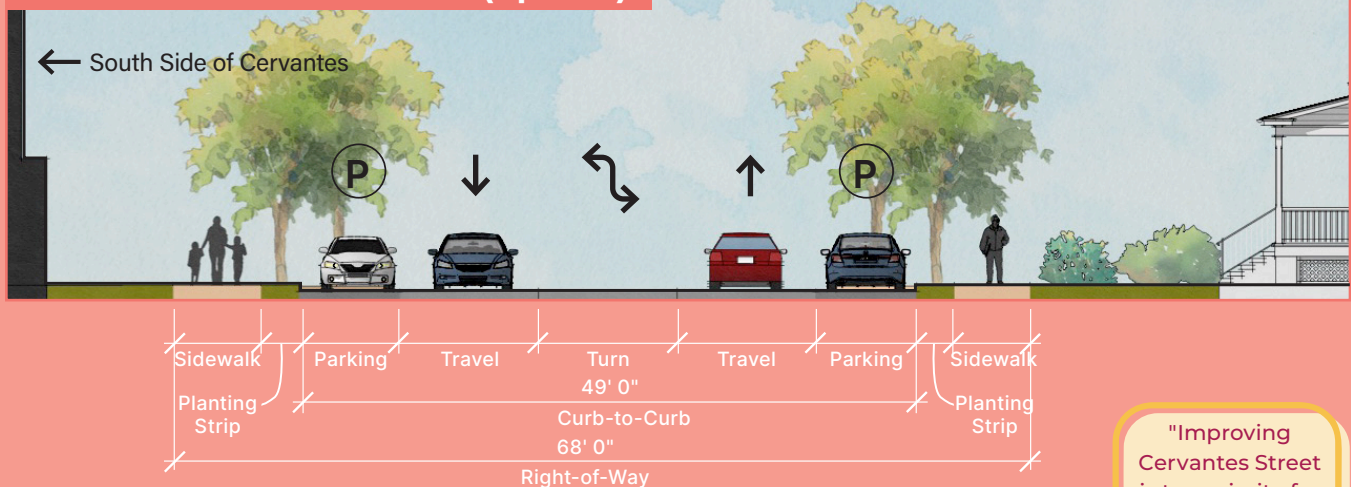 South Side of Cervantes
P
P
Sidewalk
Parking
Travel
Turn
Travel
Parking
Sidewalk
49' 0"
Planting
Strip
Curb-to-Curb
Planting
Strip
68' 0"
Right-of-Way
"Improving
Cervantes Street